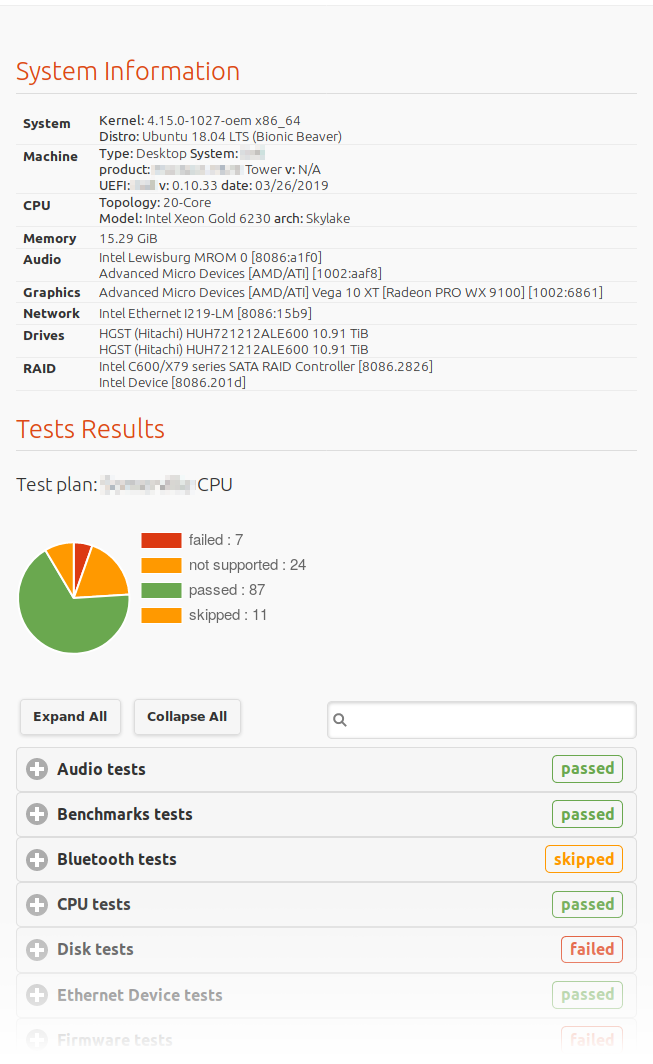 System Information
System
Kernel: 4.15.0-1027-oem x86_64
Distro: Ubuntu 18.04 LTS (Bionic Beaver)
Machine
Type: Desktop System:
product: Tower v: N/A
UEFI: v: 0.10.33 date: 03/26/2019
CPU
Topology: 20-Core
Model: Intel Xeon Gold 6230 arch: Skylake
Memory
15.29 GiB
Audio
Intel Lewisburg MROM 0 [8086:a1f0]
Advanced Micro Devices [AMD/ATI] [1002:aaf8]
Graphics
Advanced Micro Devices [AMD/ATI] Vega 10 XT [Radeon PRO WX 9100] [1002:6861]
Network
Intel Ethernet I219-LM [8086:15b9]
Drives
HGST (Hitachi) HUH721212ALE600 10.91 TiB
HGST (Hitachi) HUH721212ALE600 10.91 TiB
RAID
Intel C600/X79 series SATA RAID Controller [8086.2826]
Intel Device [8086.201d]
Tests Results
Test plan: CPU
failed : 7
not supported : 24
passed : 87
skipped : 11
Expand All
Collapse All
Audio tests
passed
Benchmarks tests
passed
Bluetooth tests
skipped
CPU tests
passed
Disk tests
failed
Ethernet Device tests
passed
Firmware tests
failed